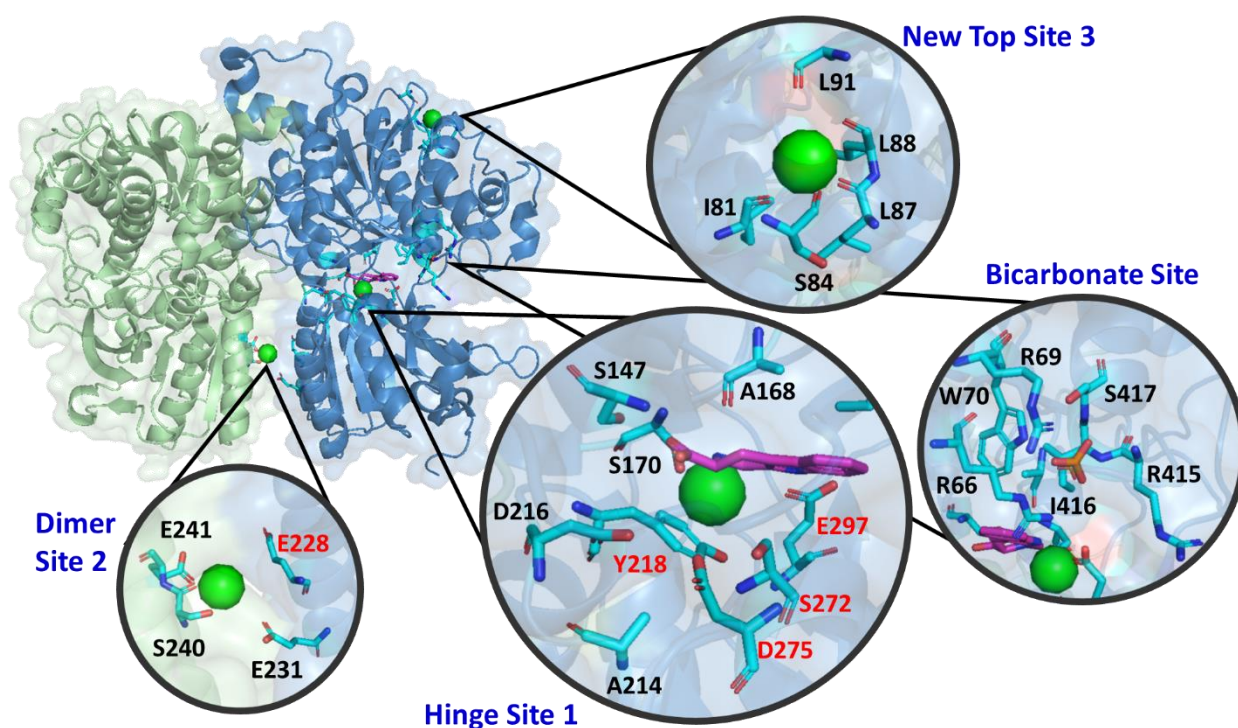 New Top Site 3
L91
L88
I81
L87
S84
Bicarbonate Site
R69
W70
S417
R66
R415
I416
S147
A168
S170
D216
E297
Y218
S272
D275
A214
Hinge Site 1
Dimer
Site 2
E241
E228
S240
E231